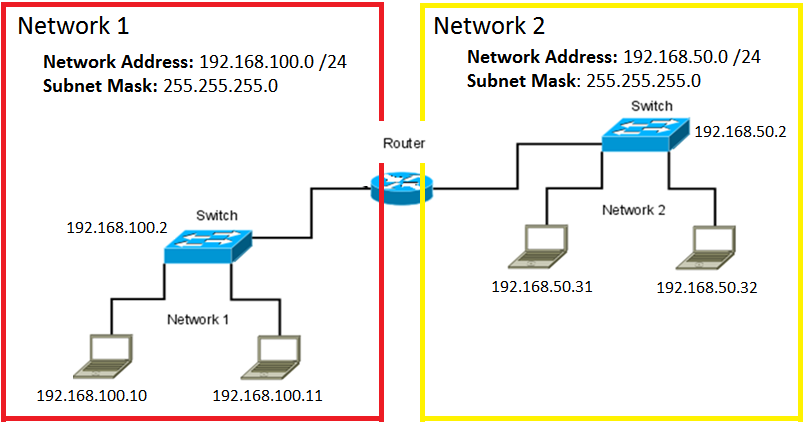 Network 1
Network Address: 192.168.100.0 /24
Subnet Mask: 255.255.255.0
192.168.100.2
Switch
Network 1
192.168.100.10
192.168.100.11
Router
Network 2
Network Address: 192.168.50.0 /24
Subnet Mask: 255.255.255.0
Switch
192.168.50.2
Network 2
192.168.50.31
192.168.50.32